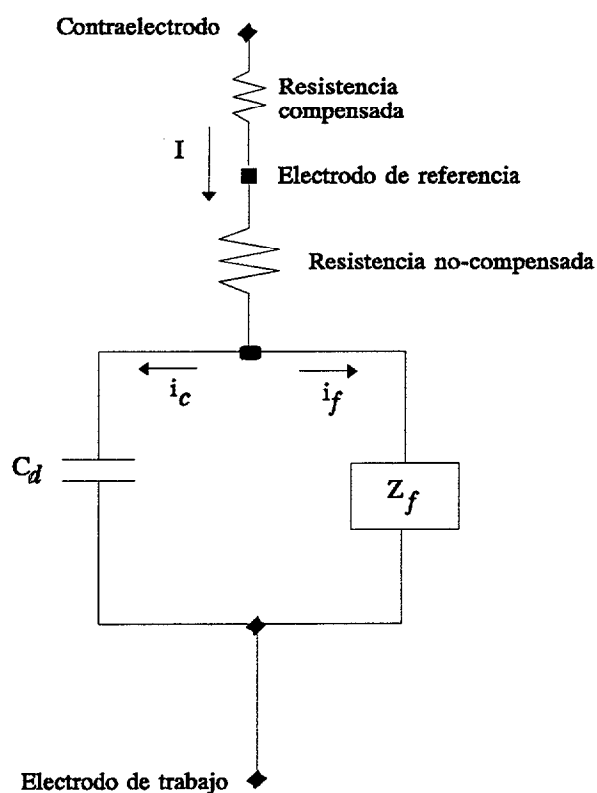 Contraelectrodo
Resistencia
compensada
I
Electrodo de referencia
Resistencia no-compensada
i_c
i_f
C_d
Z_f
Electrodo de trabajo